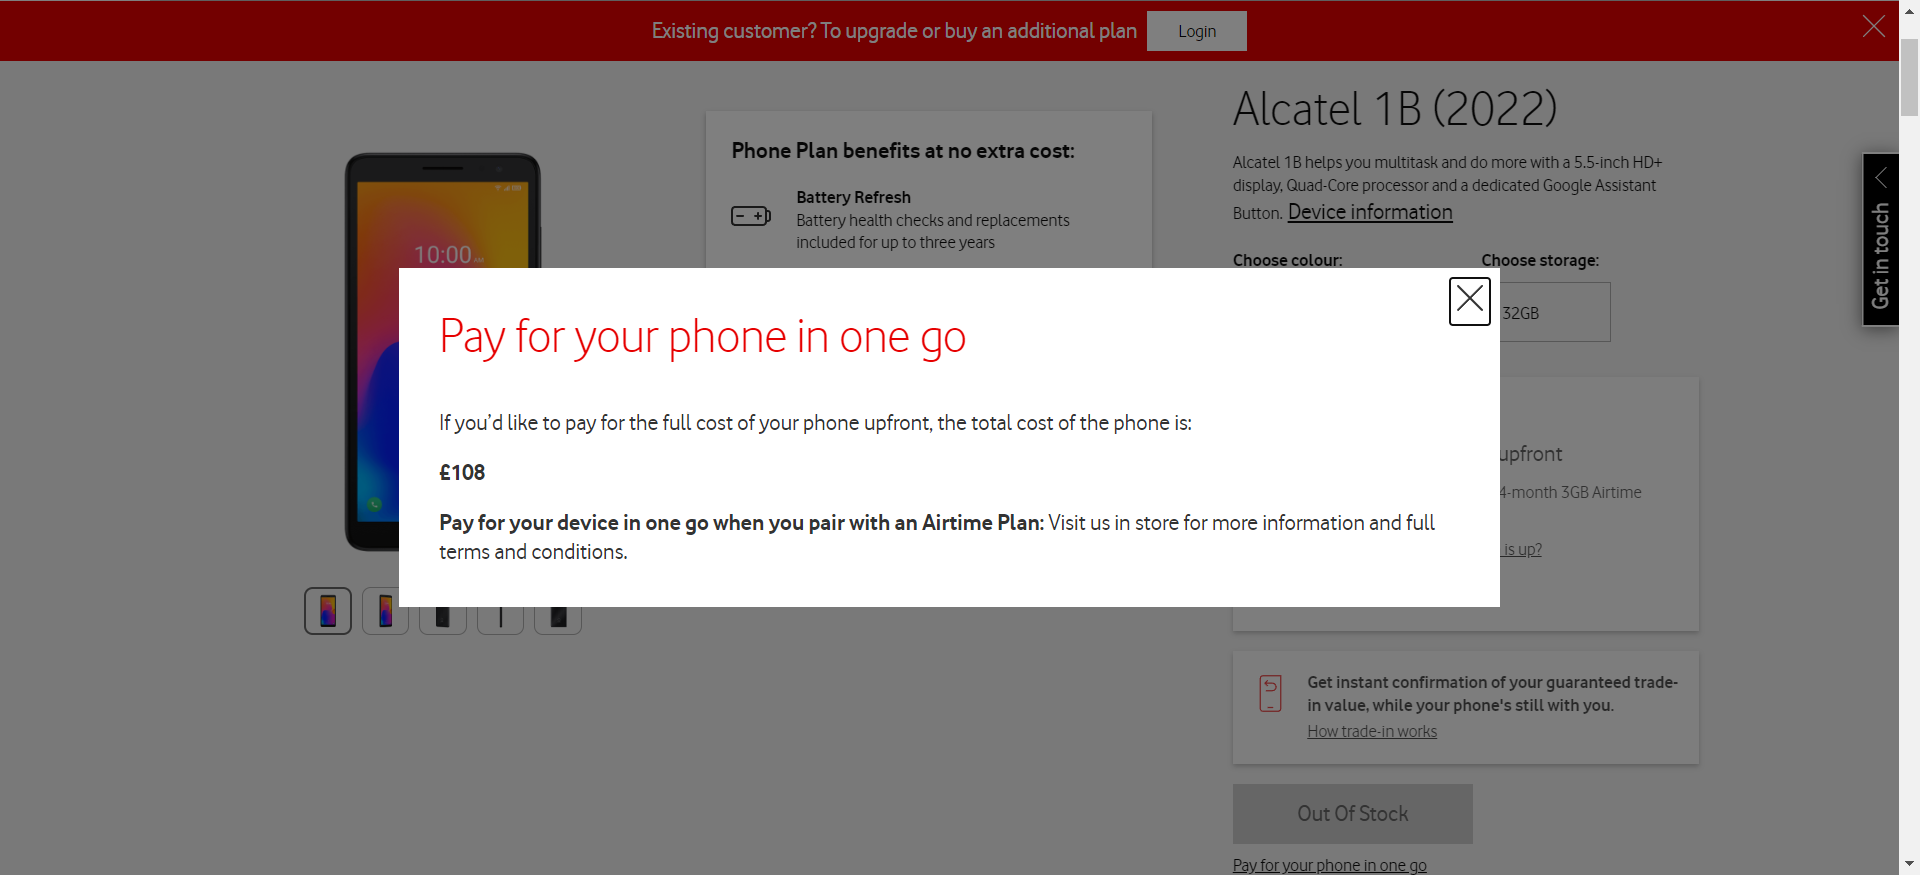 Existing customer? To upgrade or buy an additional plan
Login
Alcatel 1B (2022)
Alcatel 1B helps you multitask and do more with a 5.5-inch HD+
display, Quad-Core processor and a dedicated Google Assistant
Button. Device information
Phone Plan benefits at no extra cost:
Battery Refresh
Battery health checks and replacements
included for up to three years
10:00 AM
Choose colour:
Choose storage:
32GB
Get in touch
Pay for your phone in one go
If you’d like to pay for the full cost of your phone upfront, the total cost of the phone is:
£108
Pay for your device in one go when you pair with an Airtime Plan: Visit us in store for more information and full
terms and conditions.
upfront
4-month 3GB Airtime
is up?
Get instant confirmation of your guaranteed trade-
in value, while your phone's still with you.
How trade-in works
Out Of Stock
Pay for your phone in one go